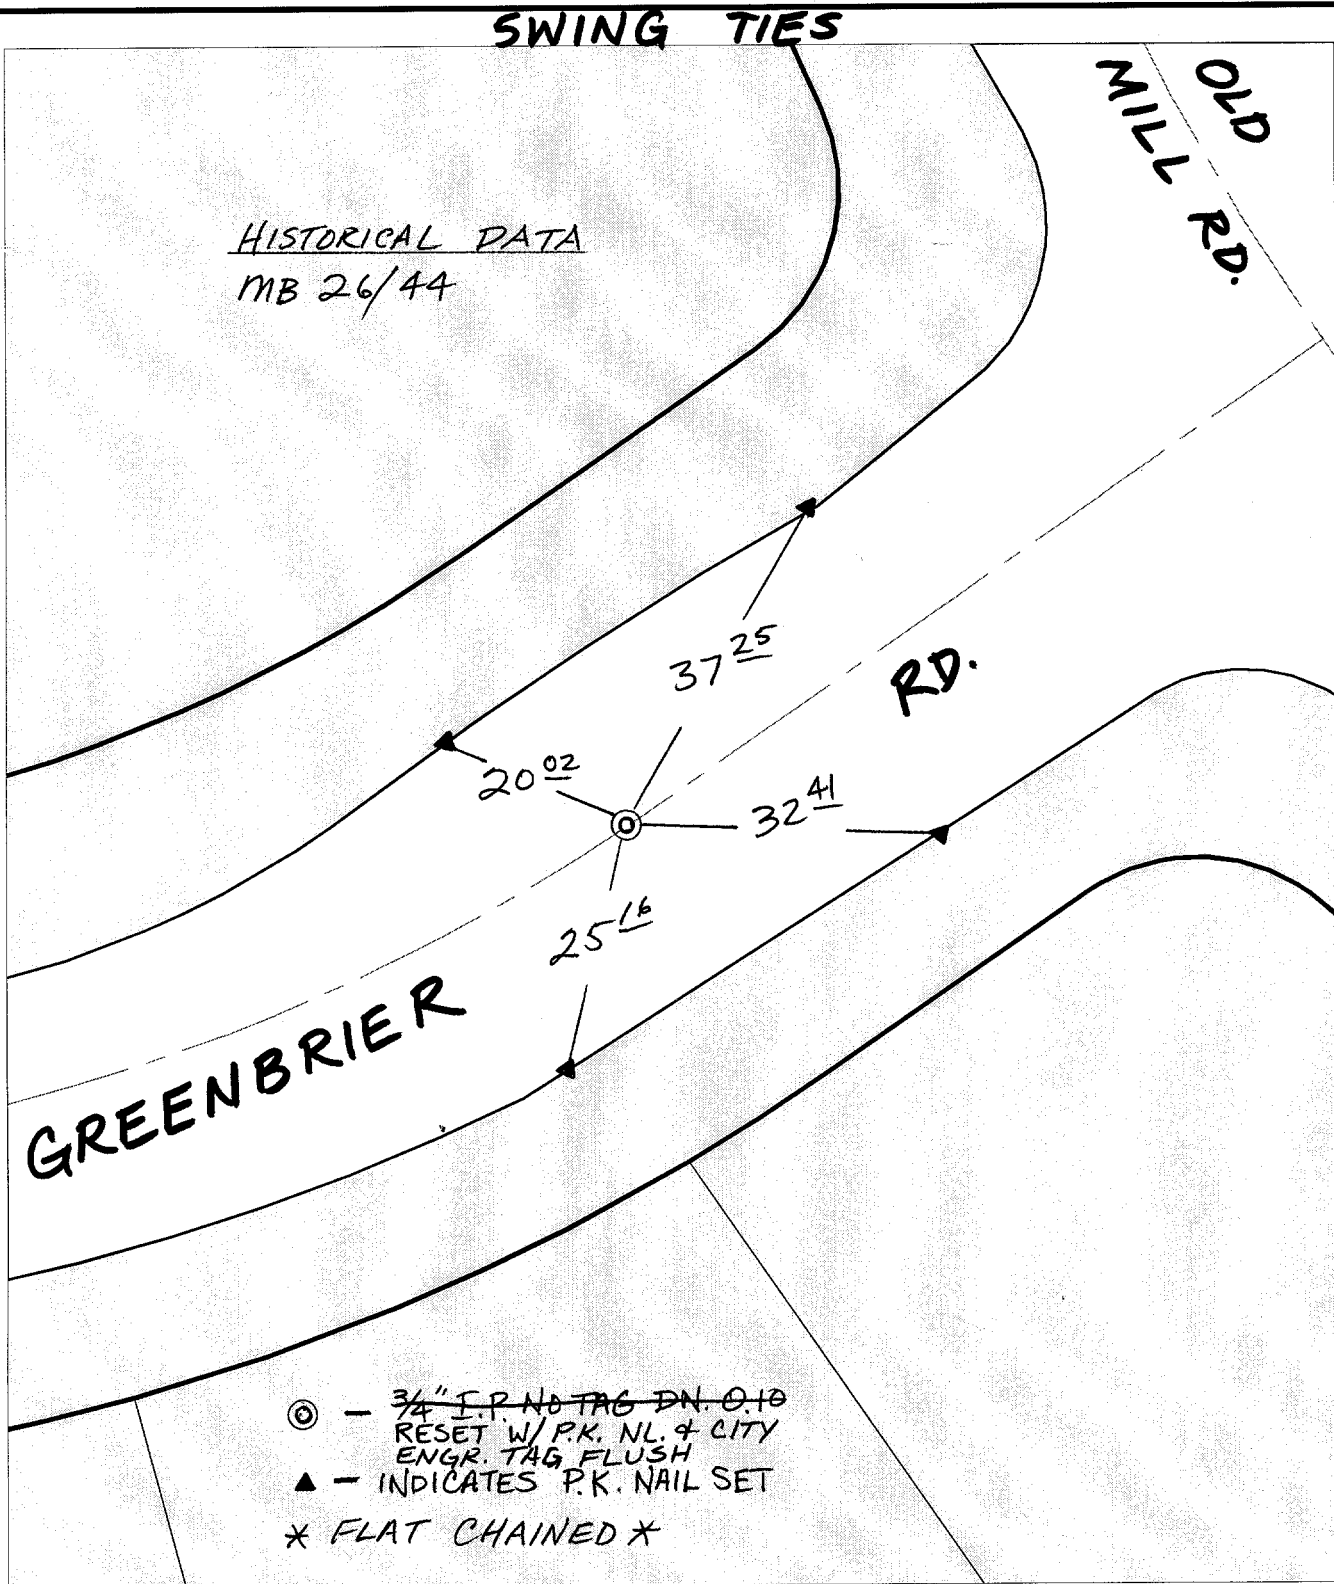 SWING TIES
OLD
MILL RD.
HISTORICAL DATA
MB 26/44
37 25
RD.
20 02
32 41
25 16
GREENBRIER
◎ - 3/4" I.P. NO TAG DN. 0.10
RESET W/ P.K. NL. & CITY
ENGR. TAG FLUSH
▲ - INDICATES P.K. NAIL SET
* FLAT CHAINED *